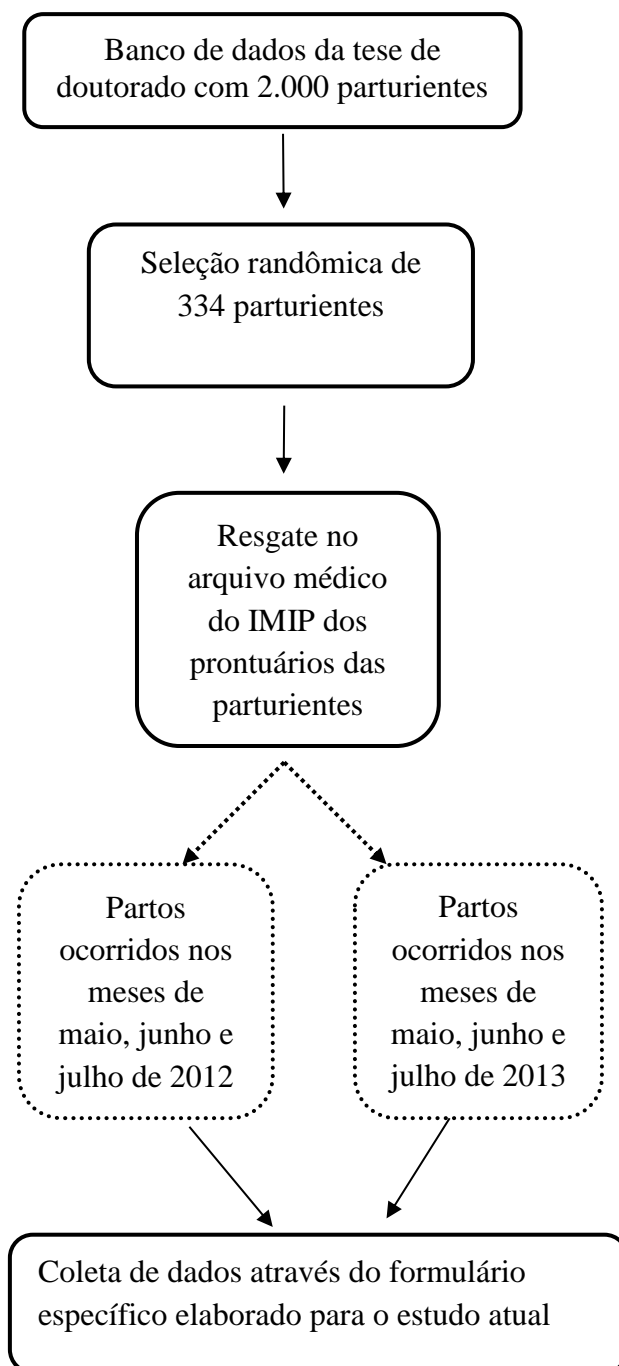 Banco de dados da tese de
doutorado com 2.000 parturientes
Seleção randômica de
334 parturientes
Resgate no
arquivo médico
do IMIP dos
prontuários das
parturientes
Partos
ocorridos nos
meses de
maio, junho e
julho de 2012
Partos
ocorridos nos
meses de
maio, junho e
julho de 2013
Coleta de dados através do formulário
específico elaborado para o estudo atual